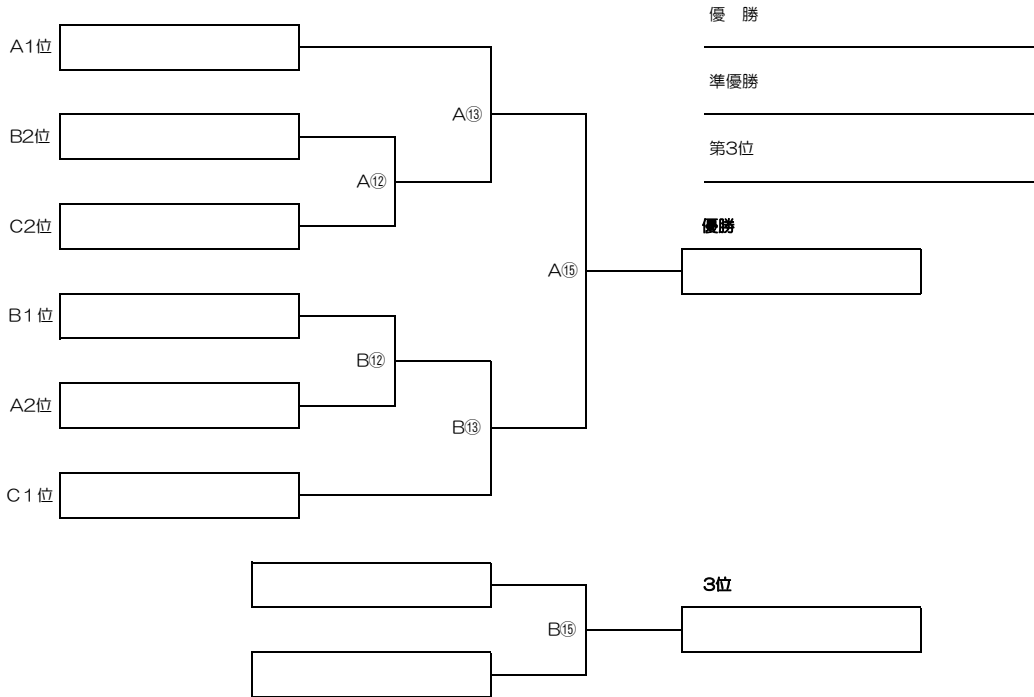 優　勝
A1位
準優勝
A⑬
B2位
第3位
A⑫
C2位
優勝
A⑮
B1位
B⑫
A2位
B⑬
C1位
3位
B⑮